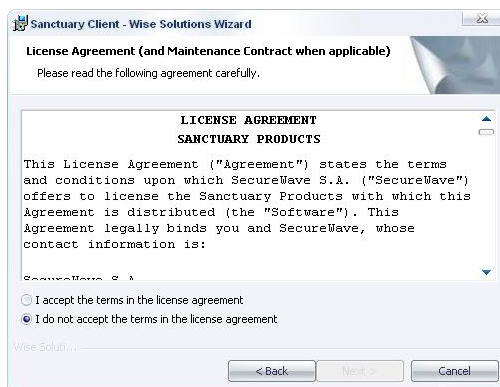 Sanctuary Client - Wise Solutions Wizard
License Agreement (and Maintenance Contract when applicable)
Please read the following agreement carefully.
LICENSE AGREEMENT
SANCTUARY PRODUCTS
This License Agreement ("Agreement") states the terms
and conditions upon which SecureWave S.A. ("SecureWave")
offers to license the Sanctuary Products with which this
Agreement is distributed (the "Software"). This
Agreement legally binds you and SecureWave, whose
contact information is:
SecureWave S.A.
I accept the terms in the license agreement
I do not accept the terms in the license agreement
Wise Soluti...
< Back
Next >
Cancel